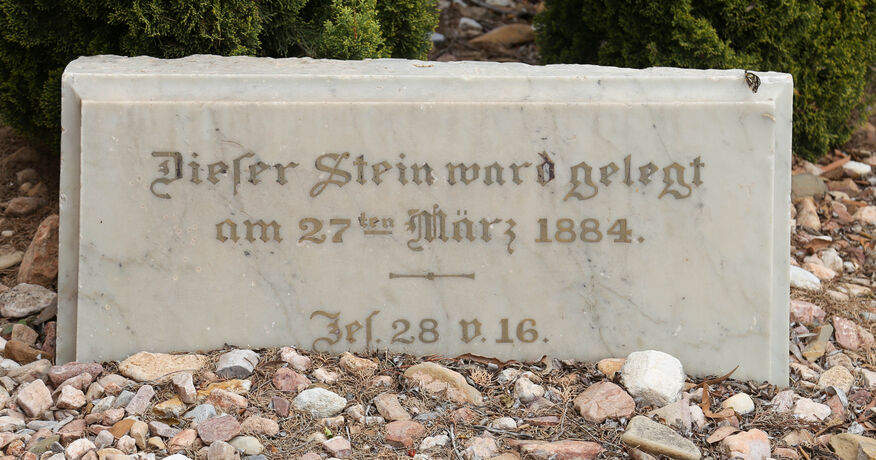 Dieſer Stein ward gelegt
am 27ten März 1884.
Jeſ. 28 v. 16.